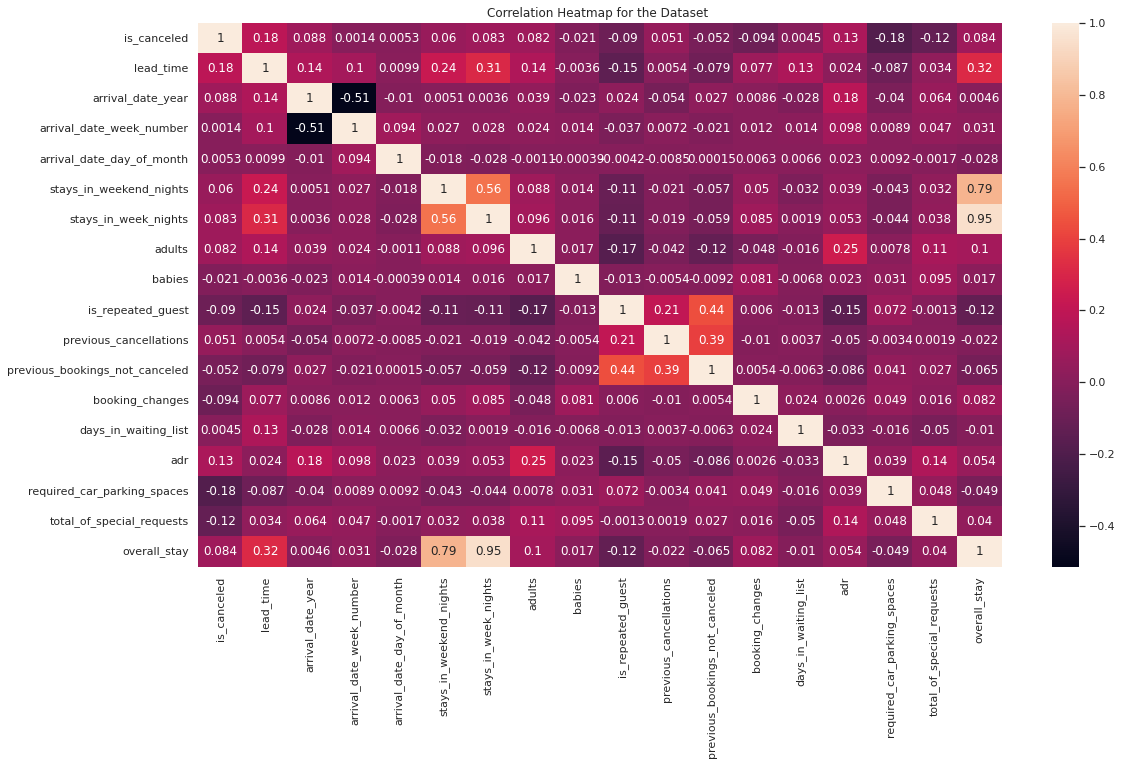 Correlation Heatmap for the Dataset
is_canceled 1 0.18 0.088 0.0014 0.0053 0.06 0.083 0.082 -0.021 -0.09 0.051 -0.052 -0.094 0.0045 0.13 -0.18 -0.12 0.084
lead_time 0.18 1 0.14 0.1 0.0099 0.24 0.31 0.14 -0.0036 -0.15 0.0054 -0.079 0.077 0.13 0.024 -0.087 0.034 0.32
arrival_date_year 0.088 0.14 1 -0.51 -0.01 0.0051 0.0036 0.039 -0.023 0.024 -0.054 0.027 0.0086 -0.028 0.18 -0.04 0.064 0.0046
arrival_date_week_number 0.0014 0.1 -0.51 1 0.094 0.027 0.028 0.024 0.014 -0.037 0.0072 -0.021 0.012 0.014 0.098 0.0089 0.047 0.031
arrival_date_day_of_month 0.0053 0.0099 -0.01 0.094 1 -0.018 -0.028 -0.0011 -0.00039 -0.0042 -0.0085 0.00015 0.0063 0.0066 0.023 0.0092 -0.0017 -0.028
stays_in_weekend_nights 0.06 0.24 0.0051 0.027 -0.018 1 0.56 0.088 0.014 -0.11 -0.021 -0.057 0.05 -0.032 0.039 -0.043 0.032 0.79
stays_in_week_nights 0.083 0.31 0.0036 0.028 -0.028 0.56 1 0.096 0.016 -0.11 -0.019 -0.059 0.085 0.0019 0.053 -0.044 0.038 0.95
adults 0.082 0.14 0.039 0.024 -0.0011 0.088 0.096 1 0.017 -0.17 -0.042 -0.12 -0.048 -0.016 0.25 0.0078 0.11 0.1
babies -0.021 -0.0036 -0.023 0.014 -0.00039 0.014 0.016 0.017 1 -0.013 -0.0054 -0.0092 0.081 -0.0068 0.023 0.031 0.095 0.017
is_repeated_guest -0.09 -0.15 0.024 -0.037 -0.0042 -0.11 -0.11 -0.17 -0.013 1 0.21 0.44 0.006 -0.013 -0.15 0.072 -0.0013 -0.12
previous_cancellations 0.051 0.0054 -0.054 0.0072 -0.0085 -0.021 -0.019 -0.042 -0.0054 0.21 1 0.39 -0.01 0.0037 -0.05 -0.0034 0.0019 -0.022
previous_bookings_not_canceled -0.052 -0.079 0.027 -0.021 0.00015 -0.057 -0.059 -0.12 -0.0092 0.44 0.39 1 0.0054 -0.0063 -0.086 0.041 0.027 -0.065
booking_changes -0.094 0.077 0.0086 0.012 0.0063 0.05 0.085 -0.048 0.081 0.006 -0.01 0.0054 1 0.024 0.0026 0.049 0.016 0.082
days_in_waiting_list 0.0045 0.13 -0.028 0.014 0.0066 -0.032 0.0019 -0.016 -0.0068 -0.013 0.0037 -0.0063 0.024 1 -0.033 -0.016 -0.05 -0.01
adr 0.13 0.024 0.18 0.098 0.023 0.039 0.053 0.25 0.023 -0.15 -0.05 -0.086 0.0026 -0.033 1 0.039 0.14 0.054
required_car_parking_spaces -0.18 -0.087 -0.04 0.0089 0.0092 -0.043 -0.044 0.0078 0.031 0.072 -0.0034 0.041 0.049 -0.016 0.039 1 0.048 -0.049
total_of_special_requests -0.12 0.034 0.064 0.047 -0.0017 0.032 0.038 0.11 0.095 -0.0013 0.0019 0.027 0.016 -0.05 0.14 0.048 1 0.04
overall_stay 0.084 0.32 0.0046 0.031 -0.028 0.79 0.95 0.1 0.017 -0.12 -0.022 -0.065 0.082 -0.01 0.054 -0.049 0.04 1
is_canceled
lead_time
arrival_date_year
arrival_date_week_number
arrival_date_day_of_month
stays_in_weekend_nights
stays_in_week_nights
adults
babies
is_repeated_guest
previous_cancellations
previous_bookings_not_canceled
booking_changes
days_in_waiting_list
adr
required_car_parking_spaces
total_of_special_requests
overall_stay
1.0
0.8
0.6
0.4
0.2
0.0
−0.2
−0.4